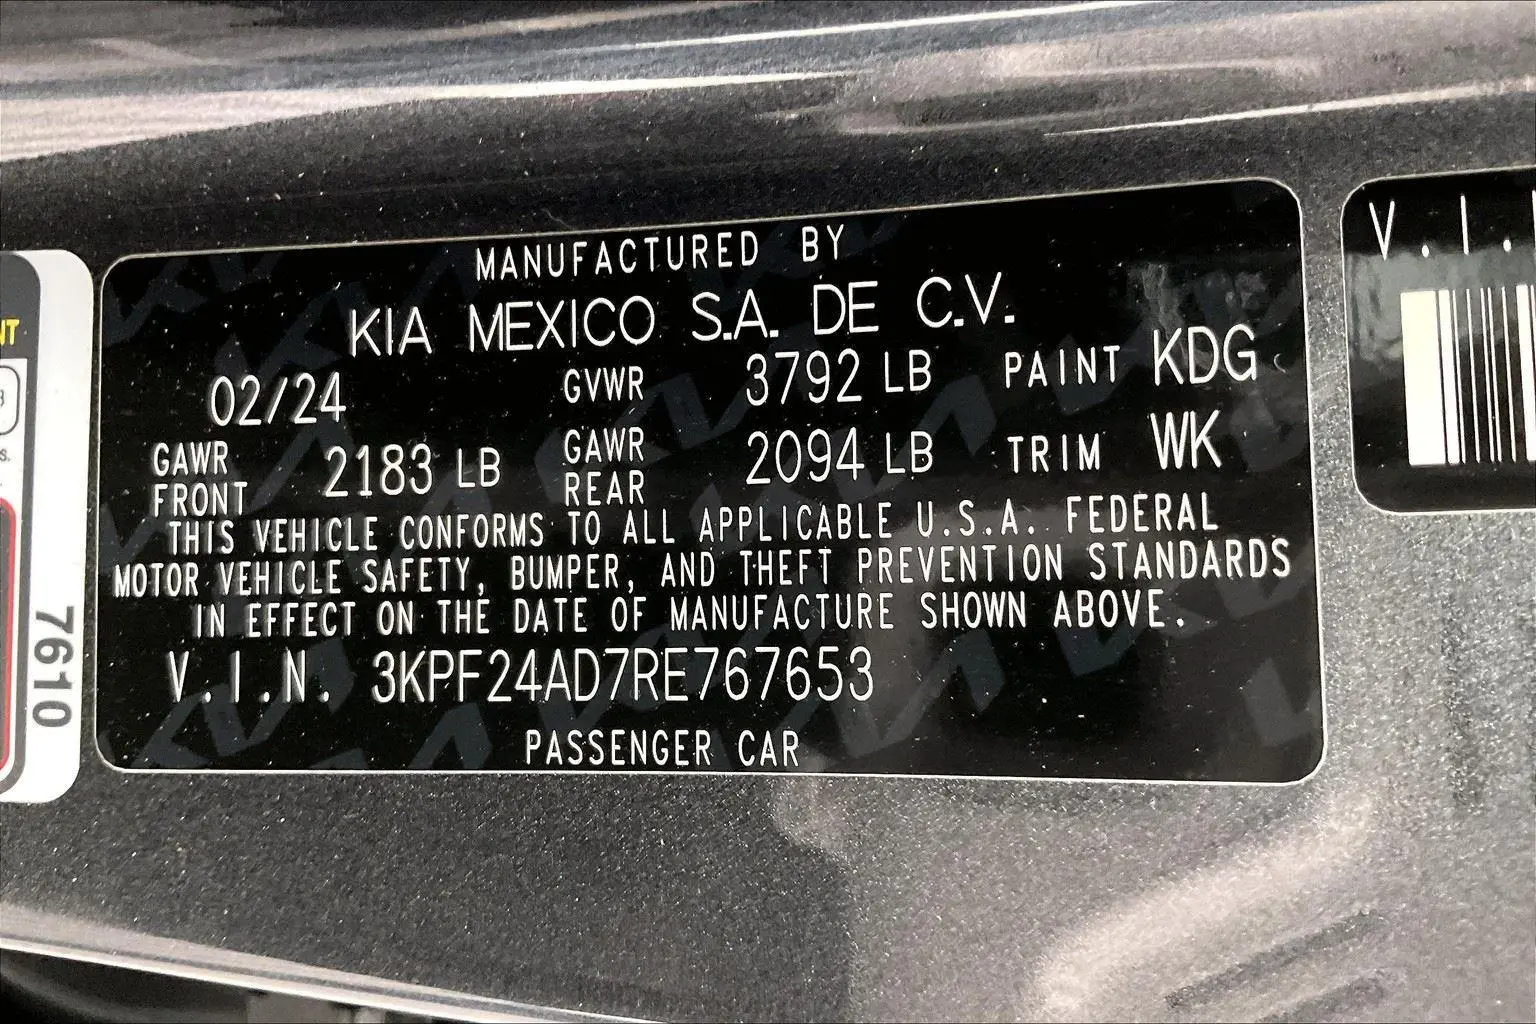 MANUFACTURED BY
KIA MEXICO S.A. DE C.V.
02/24 GVWR 3792 LB PAINT KDG
GAWR FRONT 2183 LB GAWR REAR 2094 LB TRIM WK
THIS VEHICLE CONFORMS TO ALL APPLICABLE U.S.A. FEDERAL
MOTOR VEHICLE SAFETY, BUMPER, AND THEFT PREVENTION STANDARDS
IN EFFECT ON THE DATE OF MANUFACTURE SHOWN ABOVE.
V.I.N. 3KPF24AD7RE767653
PASSENGER CAR
7610
V.I.